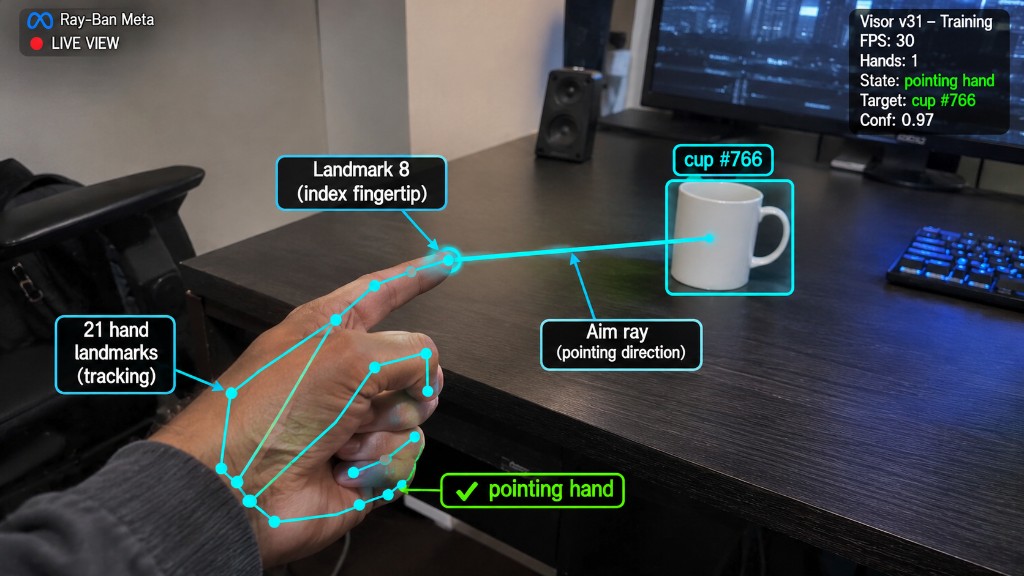 Ray-Ban Meta
LIVE VIEW
Visor v31 – Training
FPS: 30
Hands: 1
State: pointing hand
Target: cup #766
Conf: 0.97
cup #766
Landmark 8
(index fingertip)
21 hand
landmarks
(tracking)
Aim ray
(pointing direction)
pointing hand